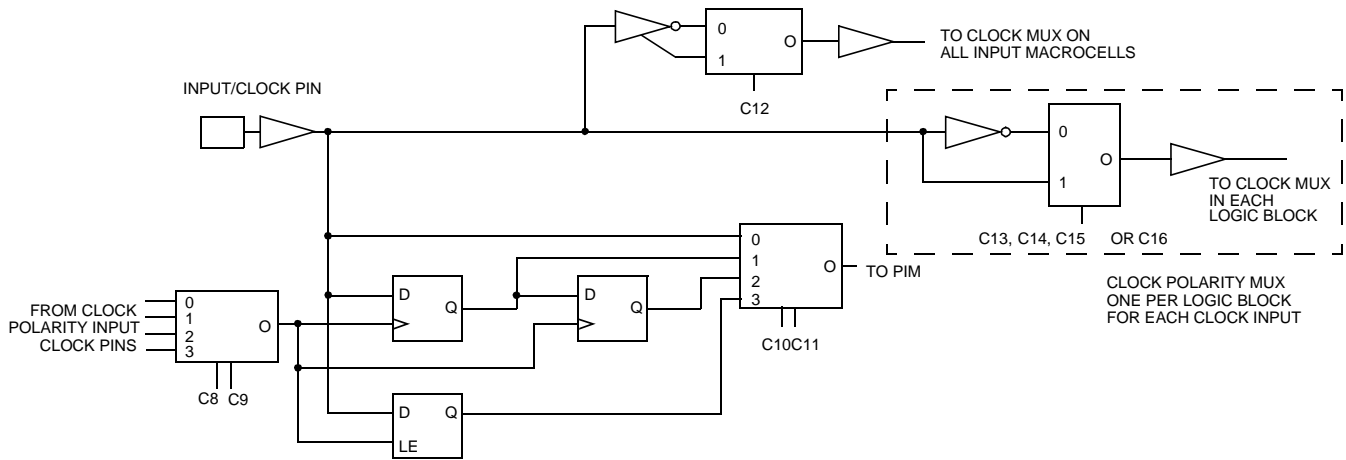 0
O
1
TO CLOCK MUX ON
ALL INPUT MACROCELLS
C12
INPUT/CLOCK PIN
0
O
1
TO CLOCK MUX
IN EACH
LOGIC BLOCK
C13, C14, C15 OR C16
CLOCK POLARITY MUX
ONE PER LOGIC BLOCK
FOR EACH CLOCK INPUT
0
1
2
3
O
TO PIM
C10C11
D
Q
D
Q
FROM CLOCK
POLARITY INPUT
CLOCK PINS
0
1
2
3
O
C8 C9
D
Q
LE